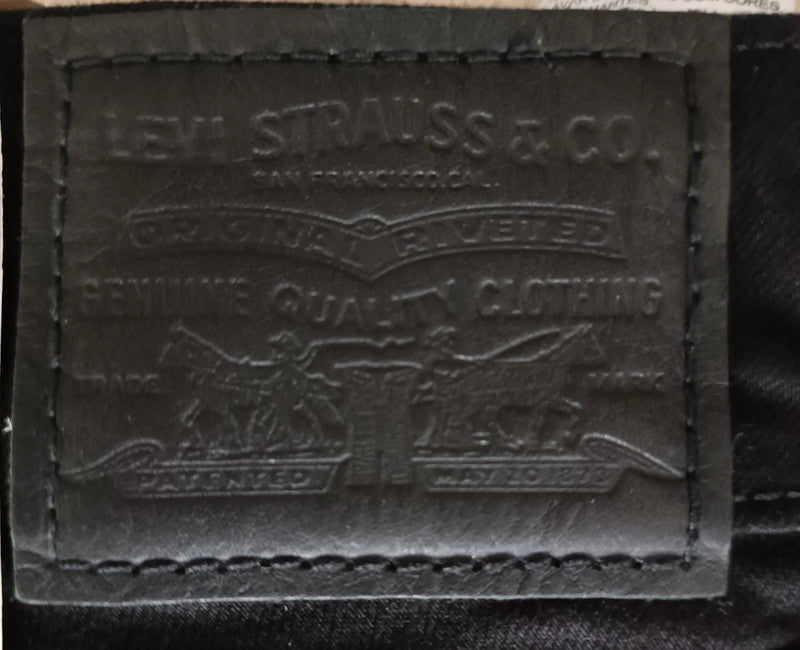 LEVI STRAUSS & CO.
SAN FRANCISCO.CAL.
ORIGINAL RIVETED
GENUINE QUALITY CLOTHING
TRADE MARK
PATENTED MAY 20 1873